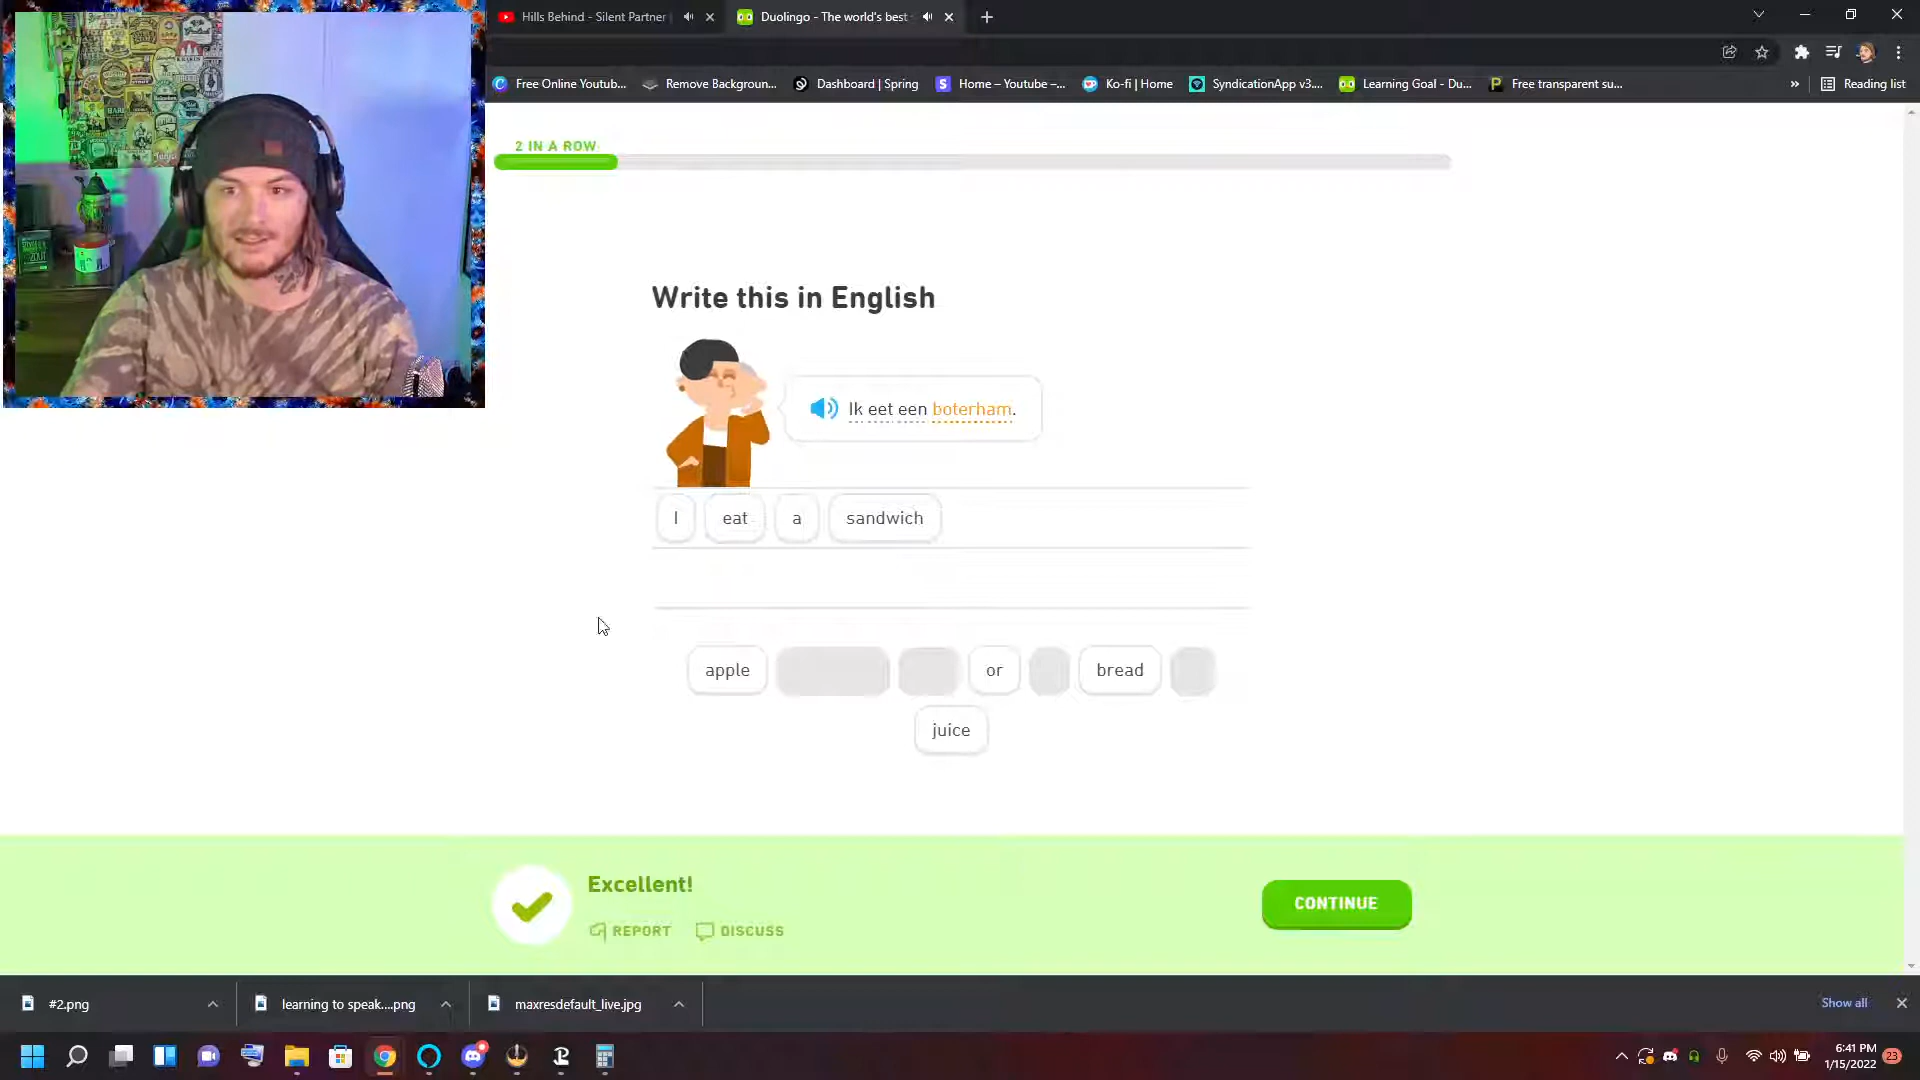 Hills Behind - Silent Partner
Duolingo - The world's best
Free Online Youtub...
Remove Backgroun...
Dashboard | Spring
Home – Youtube –...
Ko-fi | Home
SyndicationApp v3....
Learning Goal - Du...
Free transparent su...
»
Reading list
2 IN A ROW
Write this in English
Ik eet een boterham.
I eat a sandwich
apple or bread
juice
Excellent!
REPORT DISCUSS
CONTINUE
#2.png
learning to speak....png
maxresdefault_live.jpg
Show all
6:41 PM
1/15/2022
23